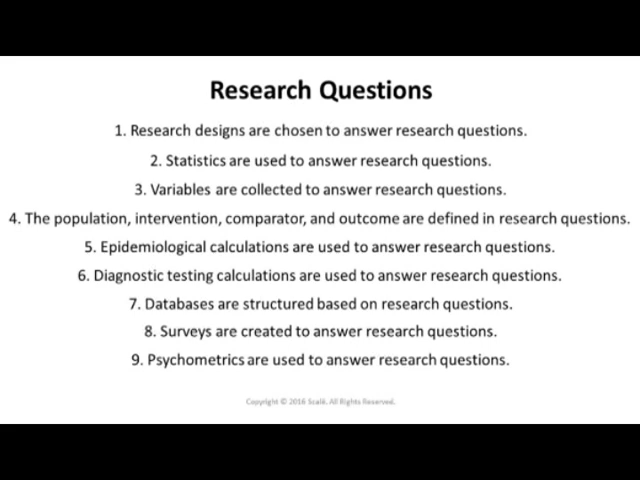 Research Questions
1. Research designs are chosen to answer research questions.
2. Statistics are used to answer research questions.
3. Variables are collected to answer research questions.
4. The population, intervention, comparator, and outcome are defined in research questions.
5. Epidemiological calculations are used to answer research questions.
6. Diagnostic testing calculations are used to answer research questions.
7. Databases are structured based on research questions.
8. Surveys are created to answer research questions.
9. Psychometrics are used to answer research questions.
Copyright © 2016 Scalë. All Rights Reserved.